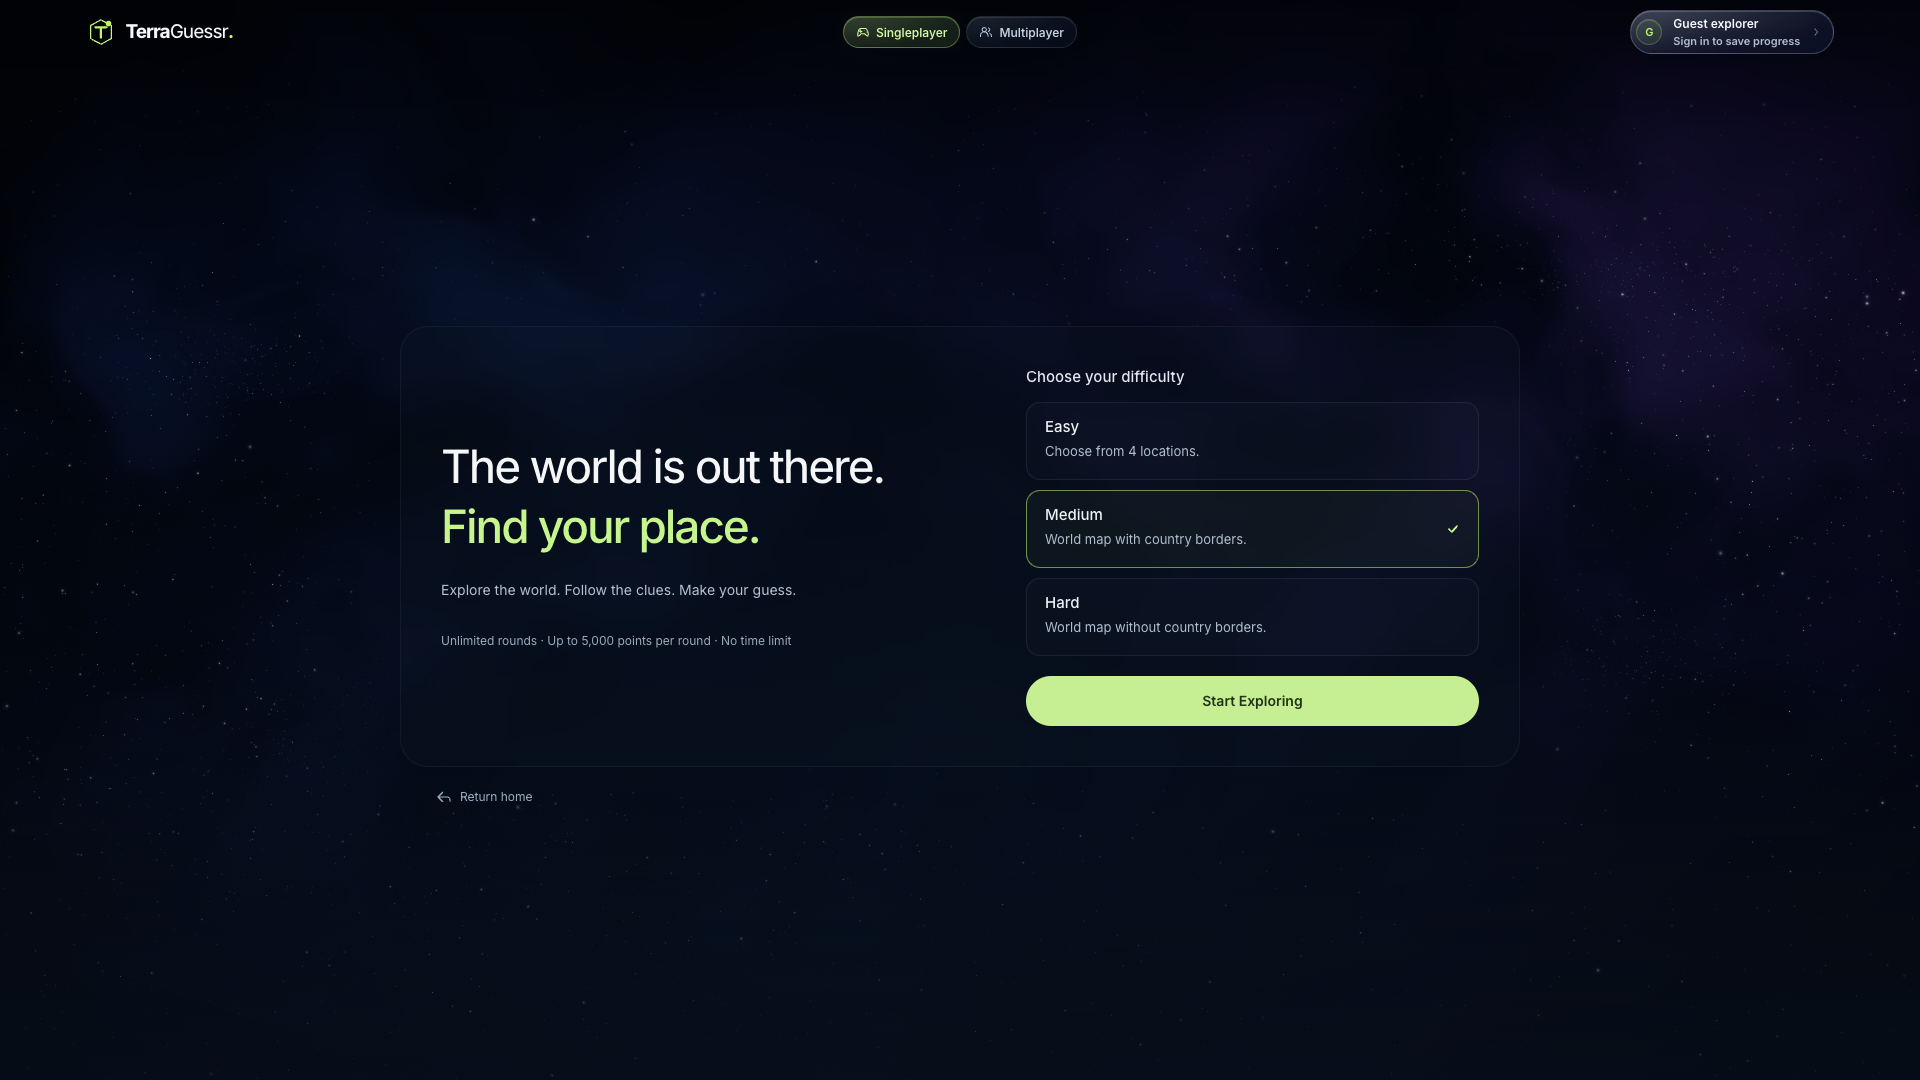 TerraGuessr.
Singleplayer
Multiplayer
G
Guest explorer
Sign in to save progress
The world is out there.
Find your place.
Explore the world. Follow the clues. Make your guess.
Unlimited rounds · Up to 5,000 points per round · No time limit
Choose your difficulty
Easy
Choose from 4 locations.
Medium
World map with country borders.
Hard
World map without country borders.
Start Exploring
Return home